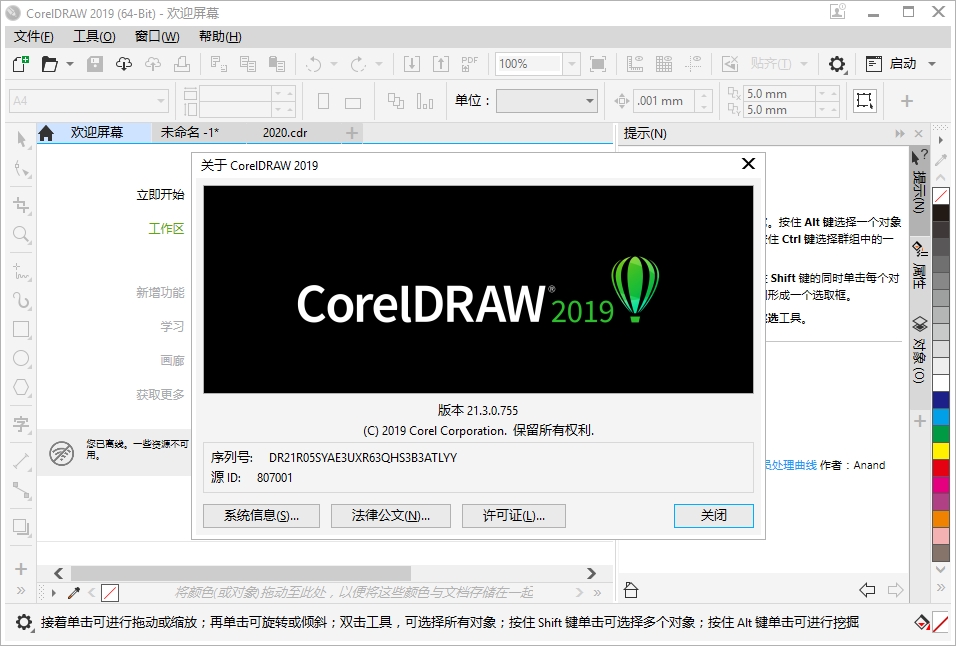 CorelDRAW 2019 (64-Bit) - 欢迎屏幕
文件(F) 工具(O) 窗口(W) 帮助(H)
PDF 100% 贴齐(T) 启动
A4 单位： .001 mm 5.0 mm
5.0 mm
欢迎屏幕 未命名 -1* 2020.cdr 提示(N)
关于 CorelDRAW 2019
立即开始
工作区
新增功能
学习
画廊
获取更多
您已离线。一些资源不可
用。
CorelDRAW® 2019
版本 21.3.0.755
(C) 2019 Corel Corporation. 保留所有权利.
序列号: DR21R05SYAE3UXR63QHS3B3ATLYY
源 ID: 807001
系统信息(S)... 法律公文(N)... 许可证(L)... 关闭
按住 Alt 键选择一个对象
住 Ctrl 键选择群组中的一
Shift 键的同时单击每个对
形成一个选取框。
选工具。
员处理曲线 作者：Anand
提示(N)
属性
对象 (O)
字
将颜色(或对象)拖动至此处，以便将这些颜色与文档存储在一起
接着单击可进行拖动或缩放；再单击可旋转或倾斜；双击工具，可选择所有对象；按住 Shift 键单击可选择多个对象；按住 Alt 键单击可进行挖掘